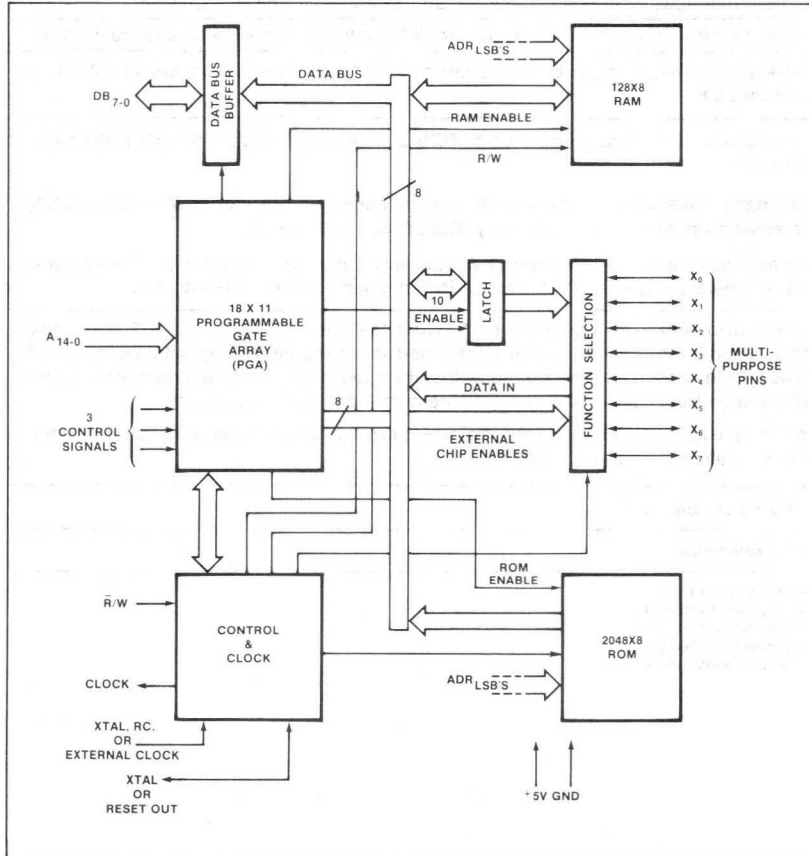 ADR LSB'S
DATA BUS
DB7-0
DATA BUS BUFFER
128X8
RAM
RAM ENABLE
R/W
8
18 X 11
PROGRAMMABLE
GATE
ARRAY
(PGA)
A14-0
10
ENABLE
LATCH
FUNCTION SELECTION
X0
X1
X2
X3
X4
X5
X6
X7
MULTI-
PURPOSE
PINS
DATA IN
8
EXTERNAL
CHIP ENABLES
3
CONTROL
SIGNALS
ROM
ENABLE
R̅/W
CONTROL
&
CLOCK
2048X8
ROM
CLOCK
ADR LSB'S
XTAL, RC.
OR
EXTERNAL CLOCK
XTAL
OR
RESET OUT
+5V GND